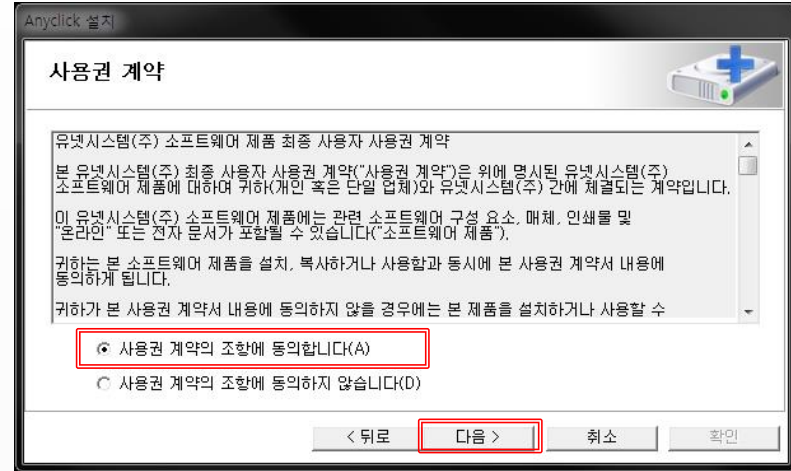 Anyclick 설치
사용권 계약
유넷시스템(주) 소프트웨어 제품 최종 사용자 사용권 계약
본 유넷시스템(주) 최종 사용자 사용권 계약("사용권 계약")은 위에 명시된 유넷시스템(주)
소프트웨어 제품에 대하여 귀하(개인 혹은 단일 업체)와 유넷시스템(주) 간에 체결되는 계약입니다.
이 유넷시스템(주) 소프트웨어 제품에는 관련 소프트웨어 구성 요소, 매체, 인쇄물 및
"온라인" 또는 전자 문서가 포함될 수 있습니다("소프트웨어 제품").
귀하는 본 소프트웨어 제품을 설치, 복사하거나 사용함과 동시에 본 사용권 계약서 내용에
동의하게 됩니다.
귀하가 본 사용권 계약서 내용에 동의하지 않을 경우에는 본 제품을 설치하거나 사용할 수
사용권 계약의 조항에 동의합니다(A)
사용권 계약의 조항에 동의하지 않습니다(D)
< 뒤로 다음 > 취소 확인